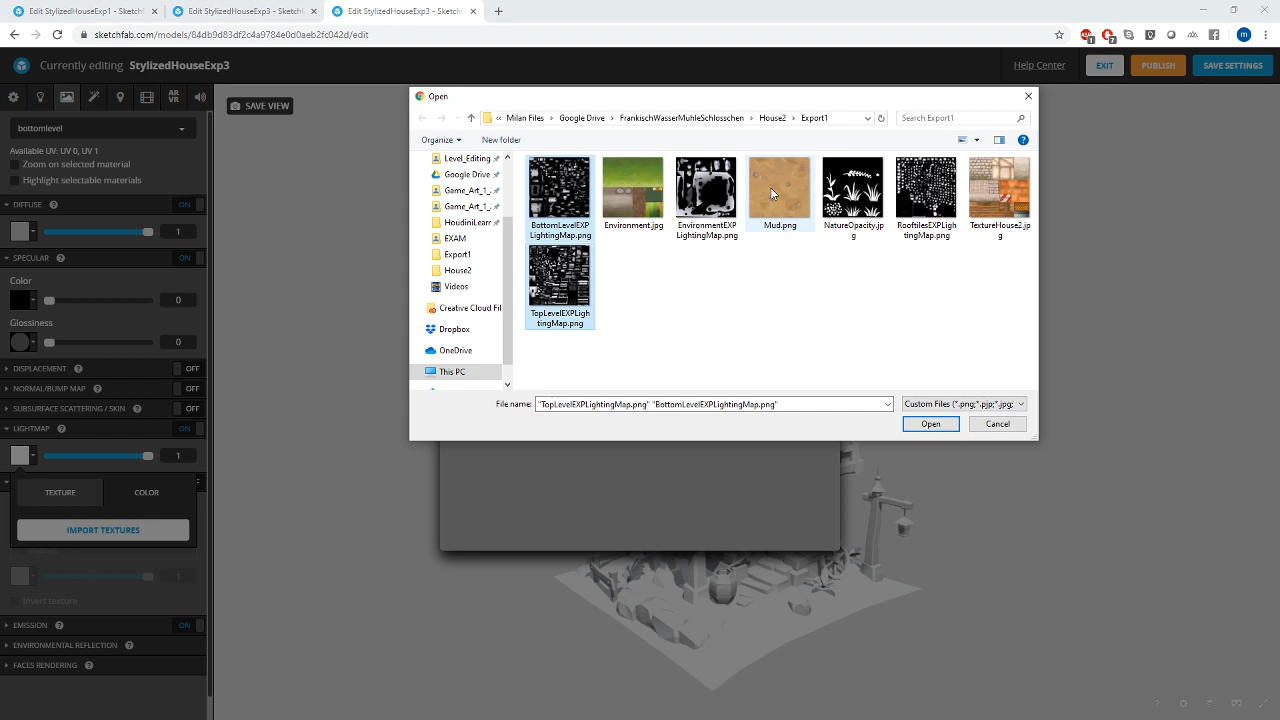 Edit StylizedHouseExp1 - Sketchf
Edit StylizedHouseExp3 - Sketchf
Edit StylizedHouseExp3 - Sketchf
sketchfab.com/models/84db9d83df2c4a9784e0d0aeb2fc042d/edit
Currently editing StylizedHouseExp3
Help Center
EXIT
PUBLISH
SAVE SETTINGS
AR
VR
SAVE VIEW
bottomlevel
Available UV: UV 0, UV 1
Zoom on selected material
Highlight selectable materials
DIFFUSE ON
1
SPECULAR ON
Color
0
Glossiness
0
DISPLACEMENT OFF
NORMAL/BUMP MAP OFF
SUBSURFACE SCATTERING / SKIN OFF
LIGHTMAP ON
1
TEXTURE COLOR
IMPORT TEXTURES
1
Invert texture
EMISSION ON
ENVIRONMENTAL REFLECTION
FACES RENDERING
Open
« Milan Files > Google Drive > FrankischWasserMuhleSchlosschen > House2 > Export1
Search Export1
Organize New folder
Level_Editing
Google Drive
Game_Art_1_
Game_Art_1_
HoudiniLearr
EXAM
Export1
House2
Videos
Creative Cloud Fil
Dropbox
OneDrive
This PC
BottomLevelEXP
LightingMap.png
Environment.jpg
EnvironmentEXP
LightingMap.png
Mud.png
NatureOpacity.jp
g
RooftilesEXPLigh
tingMap.png
TextureHouse2.jp
g
TopLevelEXPLigh
tingMap.png
File name: "TopLevelEXPLightingMap.png" "BottomLevelEXPLightingMap.png"
Custom Files (*.png;*.pjp;*.jpg;
Open Cancel